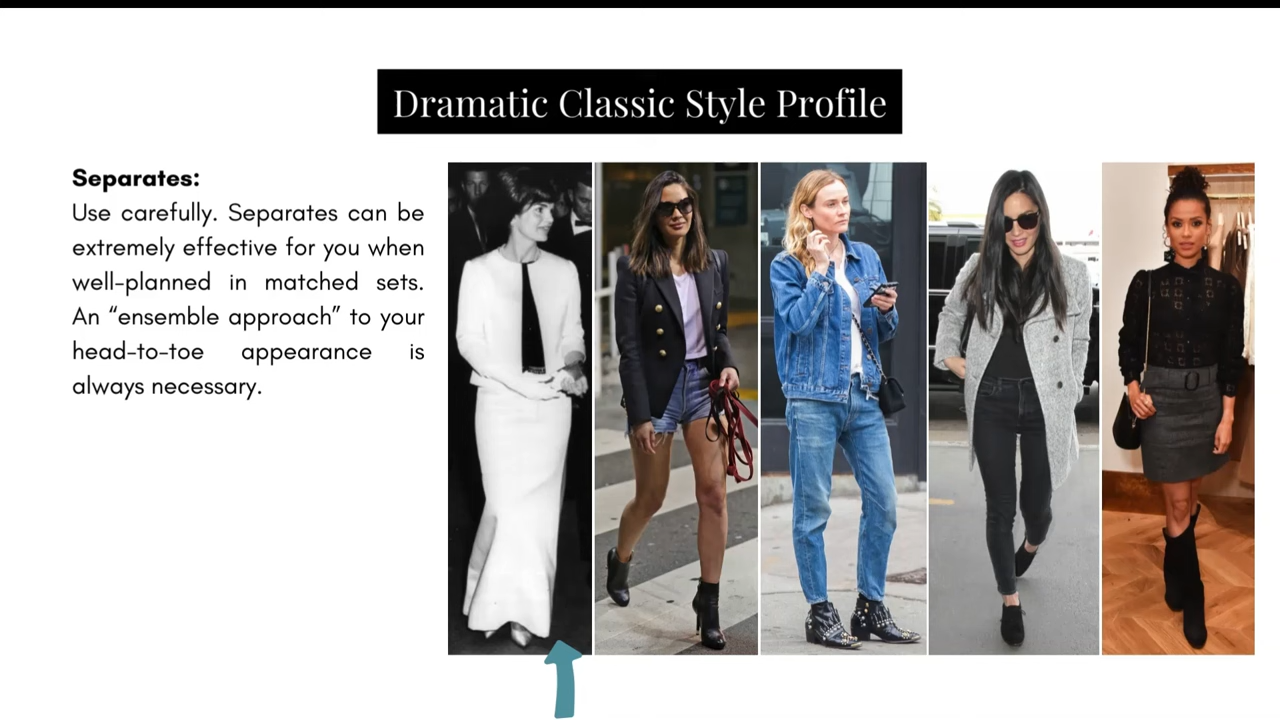 Dramatic Classic Style Profile
Separates:
Use carefully. Separates can be
extremely effective for you when
well-planned in matched sets.
An “ensemble approach” to your
head-to-toe appearance is
always necessary.